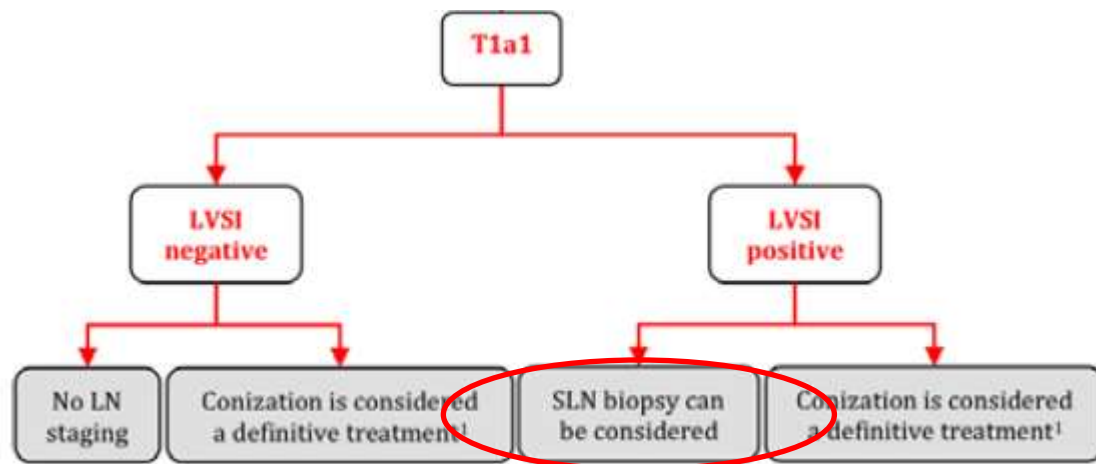 T1a1
LVSI
negative
LVSI
positive
No LN
staging
Conization is considered
a definitive treatment¹
SLN biopsy can
be considered
Conization is considered
a definitive treatment¹